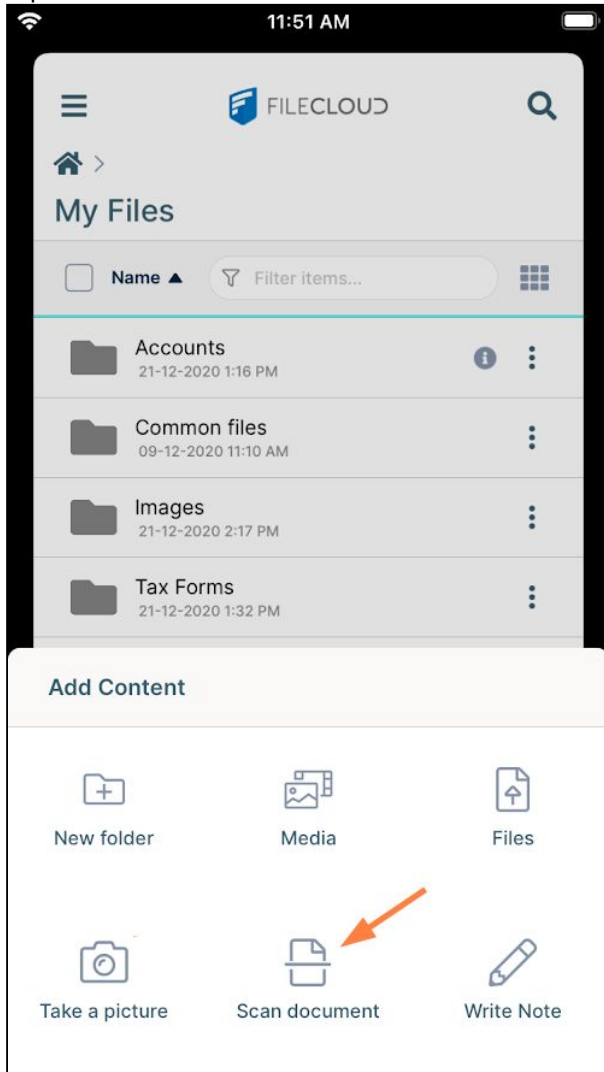 11:51 AM
FILECLOUD
My Files
Name ▲ Filter items...
Accounts
21-12-2020 1:16 PM
Common files
09-12-2020 11:10 AM
Images
21-12-2020 2:17 PM
Tax Forms
21-12-2020 1:32 PM
Add Content
New folder Media Files
Take a picture Scan document Write Note